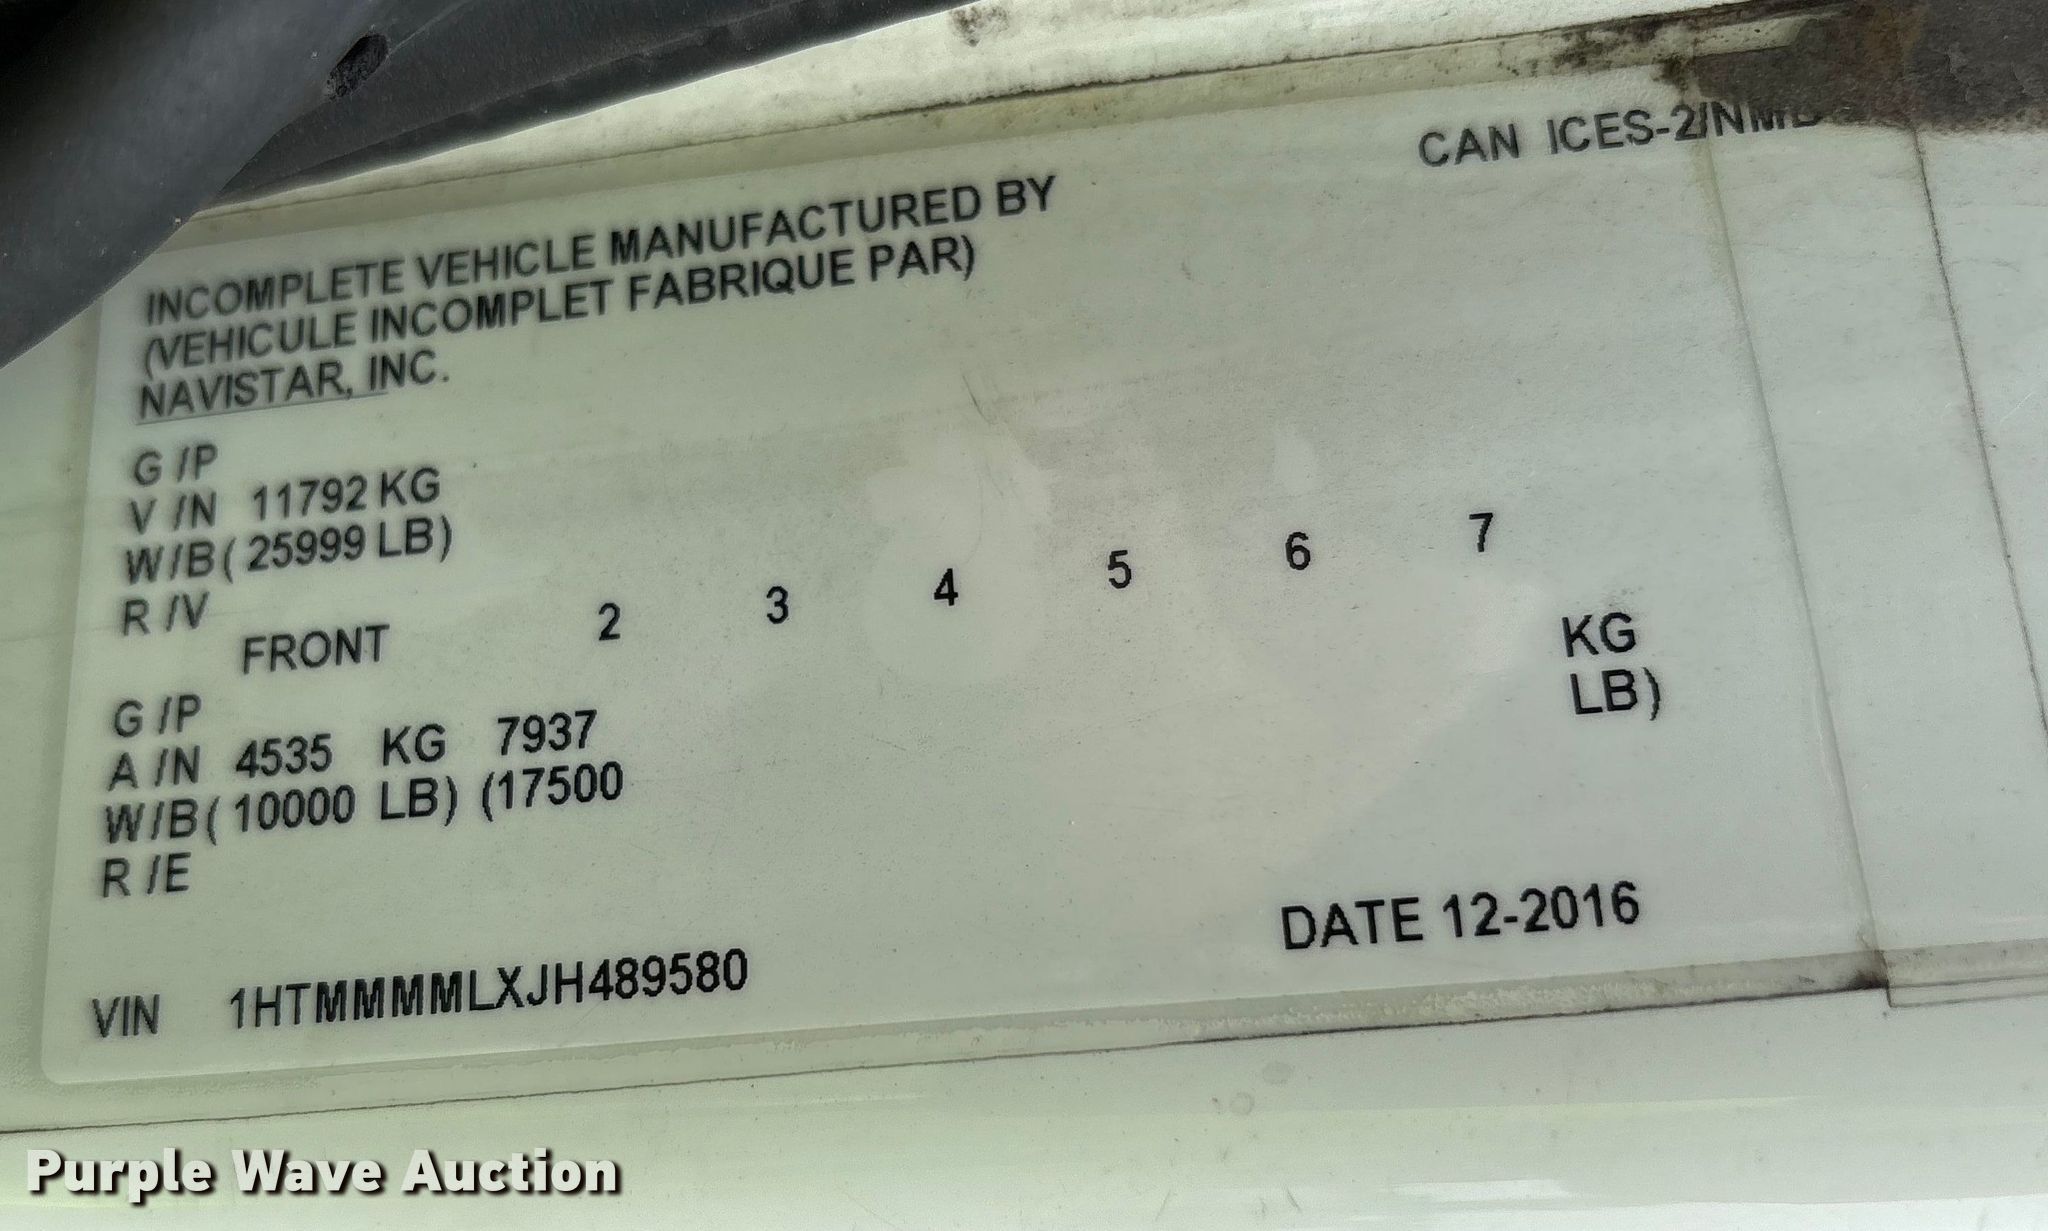 CAN ICES-2/NMB
INCOMPLETE VEHICLE MANUFACTURED BY
(VEHICULE INCOMPLET FABRIQUE PAR)
NAVISTAR, INC.
G /P
V /N 11792 KG
W/B( 25999 LB)
R /V
FRONT 2 3 4 5 6 7
G /P
A /N 4535 KG 7937 KG
W/B( 10000 LB) (17500 LB)
R /E
DATE 12-2016
VIN 1HTMMMMLXJH489580
Purple Wave Auction